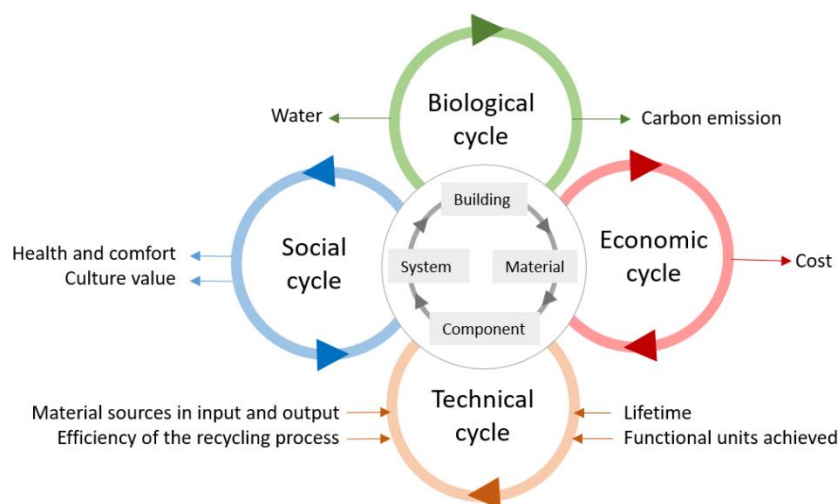 Biological
cycle
Water
Carbon emission
Building
Social
cycle
Health and comfort
Culture value
System
Material
Economic
cycle
Cost
Component
Technical
cycle
Material sources in input and output
Efficiency of the recycling process
Lifetime
Functional units achieved